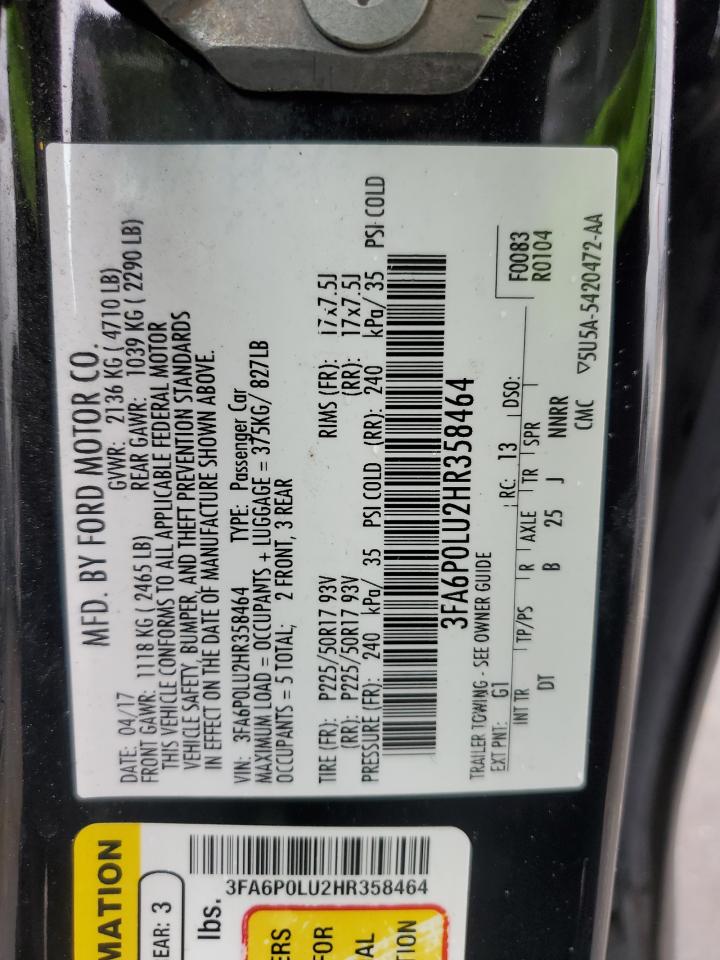 MFD. BY FORD MOTOR CO.
DATE: 04/17 GVWR: 2136 KG ( 4710 LB)
FRONT GAWR: 1118 KG ( 2465 LB) REAR GAWR: 1039 KG ( 2290 LB)
THIS VEHICLE CONFORMS TO ALL APPLICABLE FEDERAL MOTOR
VEHICLE SAFETY, BUMPER, AND THEFT PREVENTION STANDARDS
IN EFFECT ON THE DATE OF MANUFACTURE SHOWN ABOVE.
VIN: 3FA6P0LU2HR358464 TYPE: Passenger Car
MAXIMUM LOAD = OCCUPANTS + LUGGAGE = 375KG/ 827LB
OCCUPANTS = 5 TOTAL; 2 FRONT, 3 REAR
TIRE (FR): P225/50R17 93V RIMS (FR): 17x7.5J
(RR): P225/50R17 93V (RR): 17x7.5J
PRESSURE (FR): 240 kPa/ 35 PSI COLD (RR): 240 kPa/ 35 PSI COLD
3FA6P0LU2HR358464
TRAILER TOWING - SEE OWNER GUIDE
EXT PNT: G1 RC: 13 DSO: F0083
R0104
INT TR TP/PS R AXLE TR SPR
DT B 25 J NNRR
CMC ▽5U5A-5420472-AA
MATION
EAR: 3
lbs.
3FA6P0LU2HR358464
ERS
FOR
AL
TION